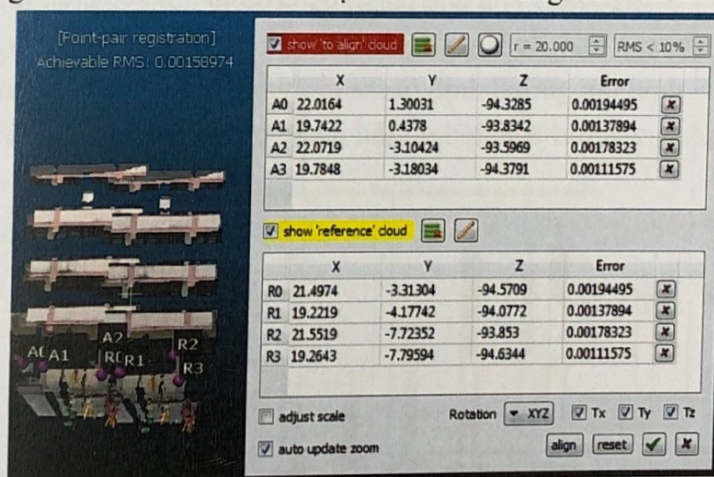 [Point-pair registration]
Achievable RMS: 0.00158974
show 'to align' cloud r = 20.000 RMS < 10%
X Y Z Error
A0 22.0164 1.30031 -94.3285 0.00194495 x
A1 19.7422 0.4378 -93.8342 0.00137894 x
A2 22.0719 -3.10424 -93.5969 0.00178323 x
A3 19.7848 -3.18034 -94.3791 0.00111575 x
show 'reference' cloud
X Y Z Error
R0 21.4974 -3.31304 -94.5709 0.00194495 x
R1 19.2219 -4.17742 -94.0772 0.00137894 x
R2 21.5519 -7.72352 -93.853 0.00178323 x
R3 19.2643 -7.79594 -94.6344 0.00111575 x
A2 R2
A1 R1 R3
adjust scale Rotation XYZ Tx Ty Tz
auto update zoom align reset